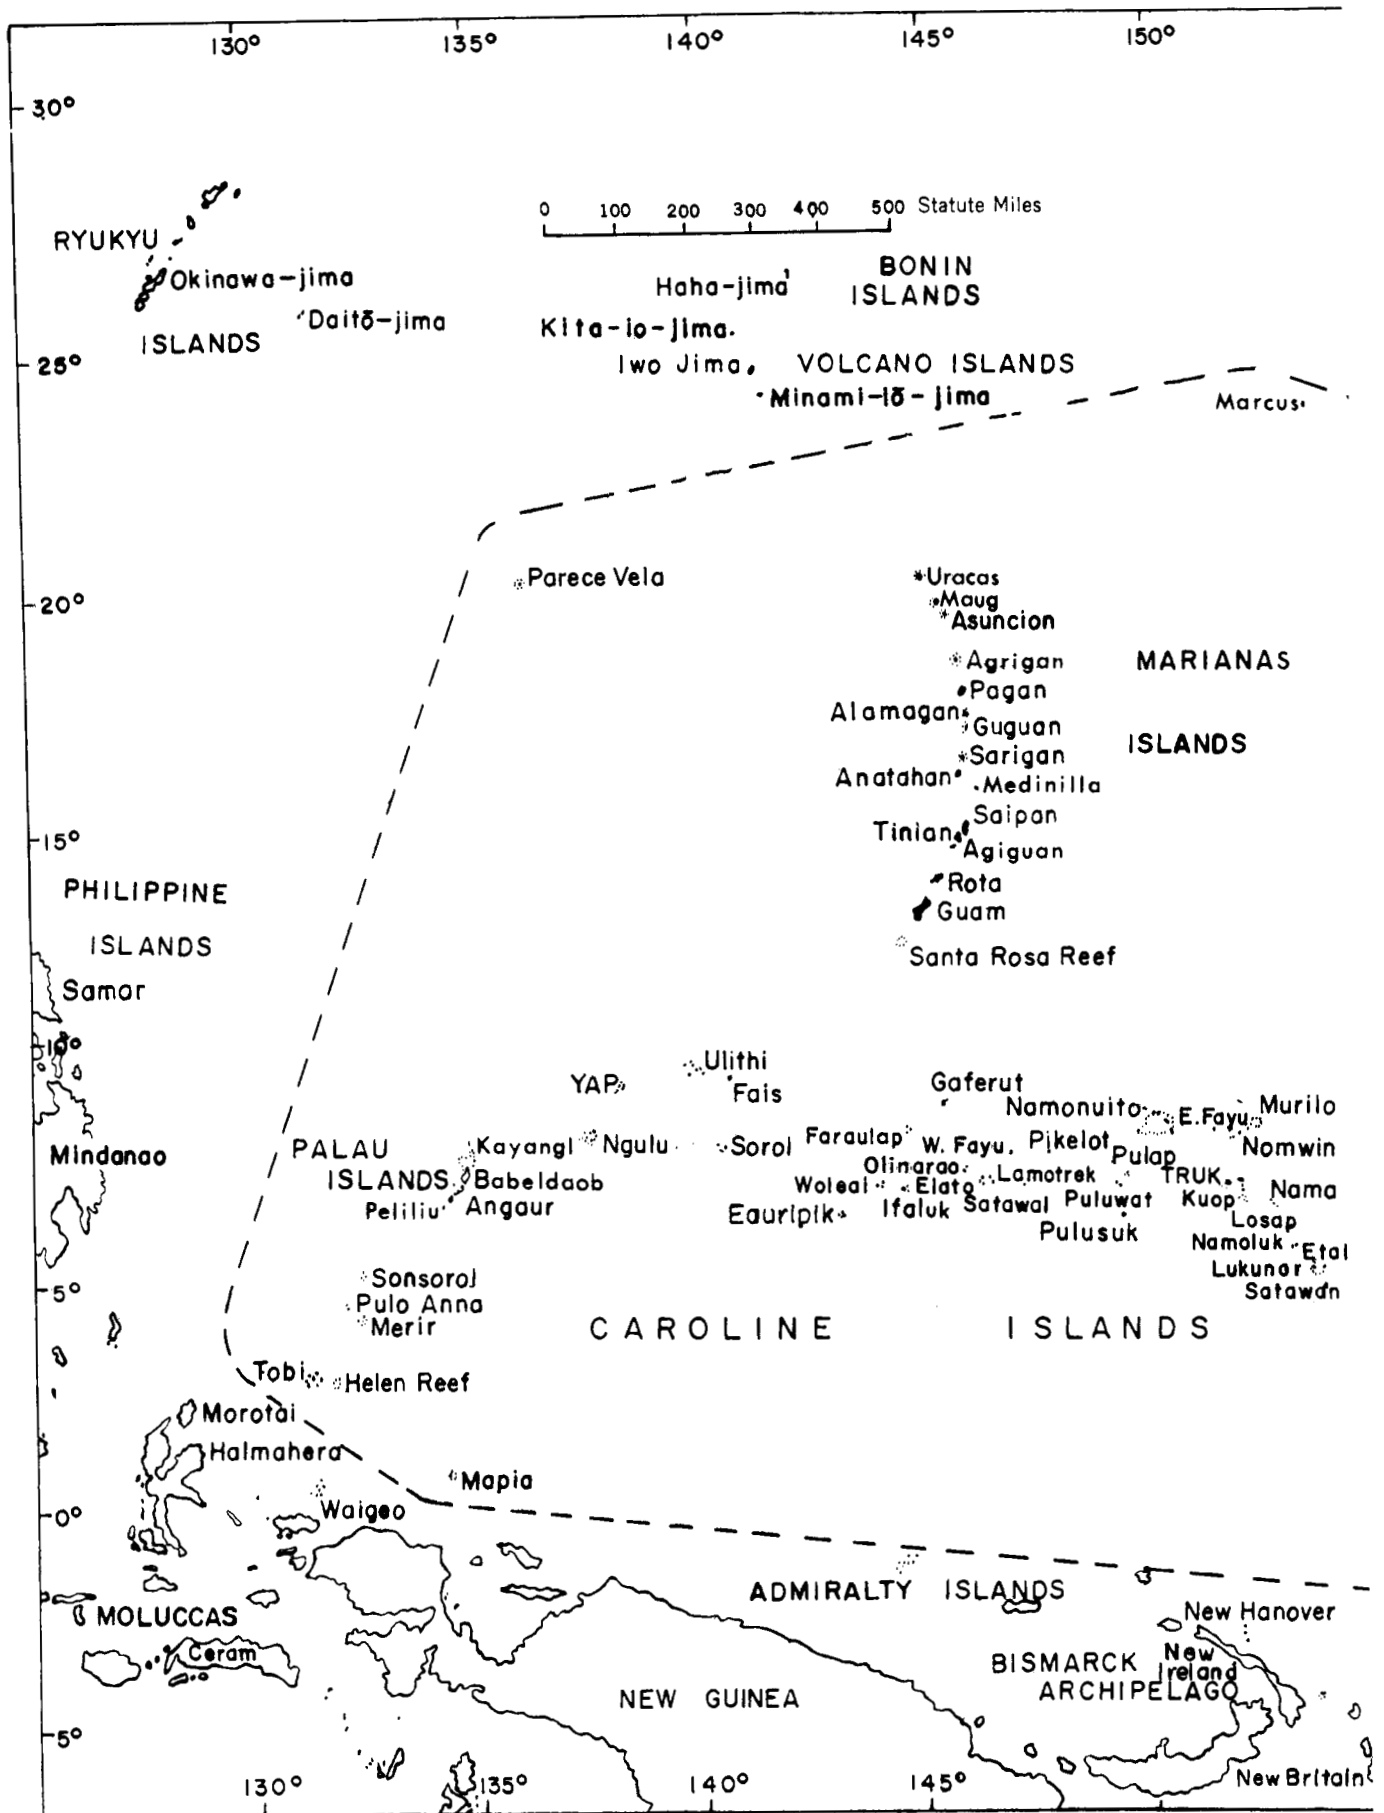 130° 135° 140° 145° 150°
30°
0 100 200 300 400 500 Statute Miles
RYUKYU
BONIN
Okinawa-jima
Haha-jima
ISLANDS
Daitō-jima
Kita-io-jima
ISLANDS
25°
Iwo Jima
VOLCANO ISLANDS
Minami-iō-jima
Marcus
Parece Vela
Uracas
20°
Maug
Asuncion
Agrigan
MARIANAS
Pagan
Alamagan
Guguan
ISLANDS
Sarigan
Anatahan
Medinilla
Saipan
Tinian
15°
Agiguan
PHILIPPINE
Rota
Guam
ISLANDS
Santa Rosa Reef
Samar
10°
Ulithi
YAP
Fais
Gaferut
Namonuito
E. Fayu
Murilo
PALAU
Kayangl
Ngulu
Sorol
Faraulap
W. Fayu
Pikelot
Nomwin
Mindanao
Pulap
Olinarao
Lamotrek
TRUK
ISLANDS
Babeldaob
Woleai
Elato
Nama
Peliliu
Angaur
Eauripik
Ifaluk
Satawal
Puluwat
Kuop
Losap
Pulusuk
Namoluk
Etal
Lukunor
Sonsorol
5°
Satawan
Pulo Anna
Merir
CAROLINE ISLANDS
Tobi
Helen Reef
Morotai
Halmahera
Mapia
0°
Waigeo
ADMIRALTY ISLANDS
MOLUCCAS
New Hanover
Ceram
BISMARCK
New
Ireland
NEW GUINEA
ARCHIPELAGO
5°
New Britain
130° 135° 140° 145°